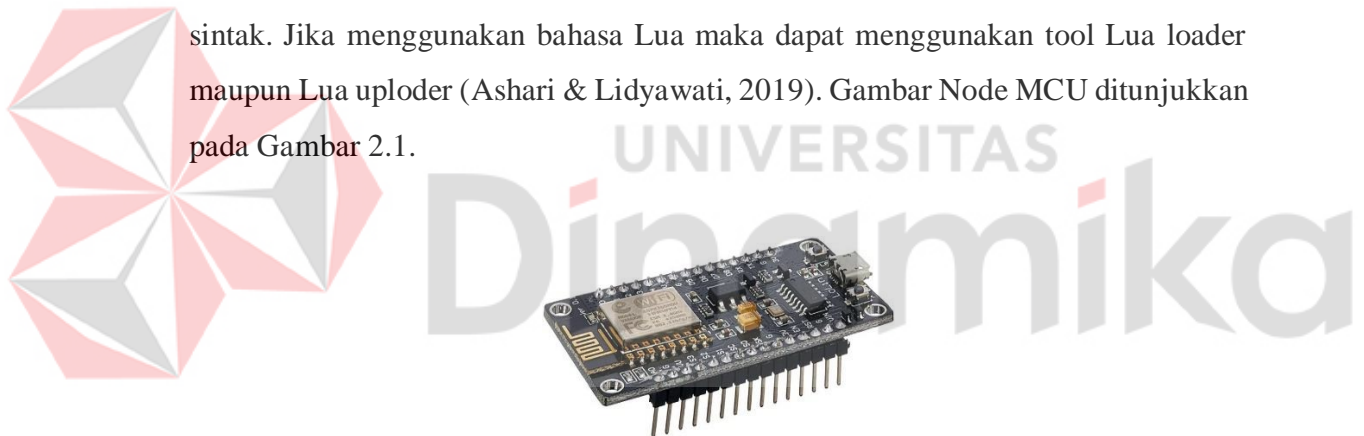 sintak. Jika menggunakan bahasa Lua maka dapat menggunakan tool Lua loader
maupun Lua uploder (Ashari & Lidyawati, 2019). Gambar Node MCU ditunjukkan
pada Gambar 2.1.
UNIVERSITAS
Dinamika
WiFi